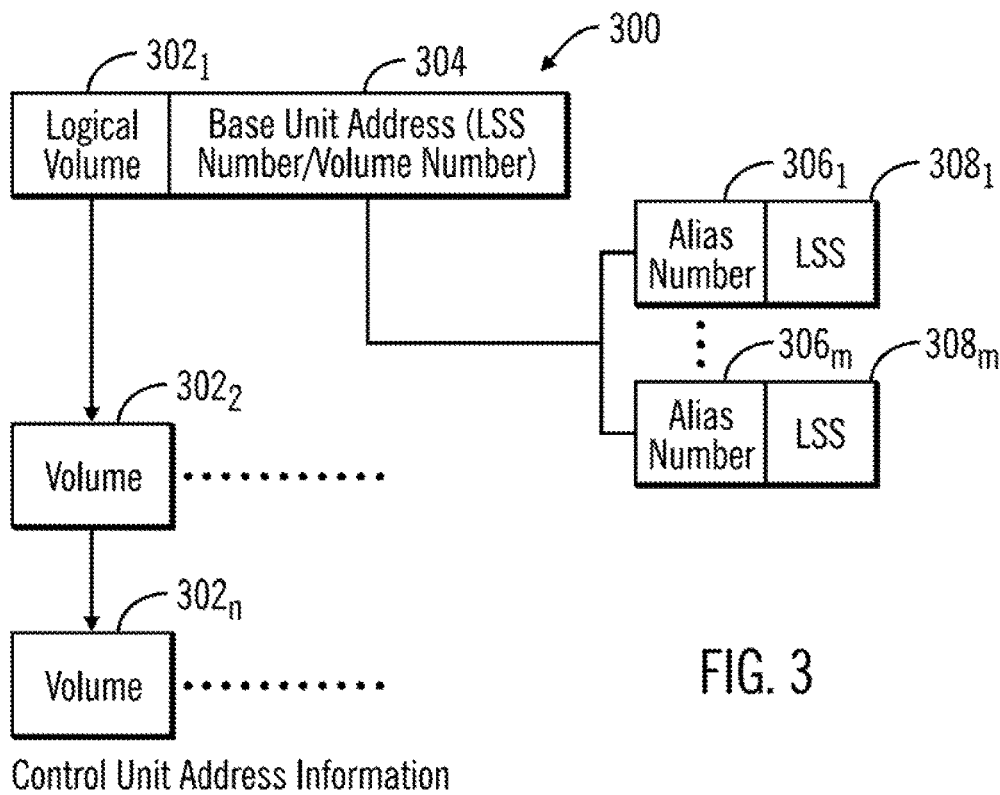 300
302₁
304
Logical
Volume
Base Unit Address (LSS
Number/Volume Number)
306₁
308₁
Alias
Number
LSS
306ₘ
308ₘ
Alias
Number
LSS
302₂
Volume
302ₙ
Volume
FIG. 3
Control Unit Address Information